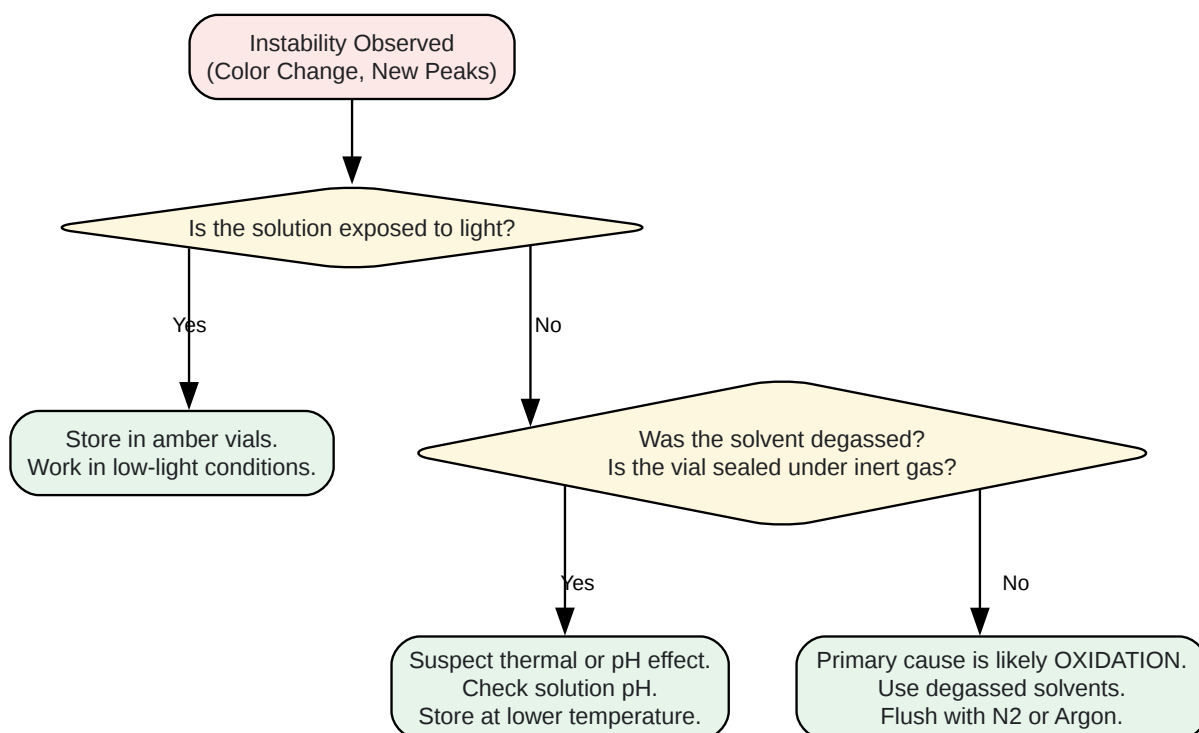 Instability Observed
(Color Change, New Peaks)
Is the solution exposed to light?
Yes
No
Store in amber vials.
Work in low-light conditions.
Was the solvent degassed?
Is the vial sealed under inert gas?
Yes
No
Suspect thermal or pH effect.
Check solution pH.
Store at lower temperature.
Primary cause is likely OXIDATION.
Use degassed solvents.
Flush with N2 or Argon.